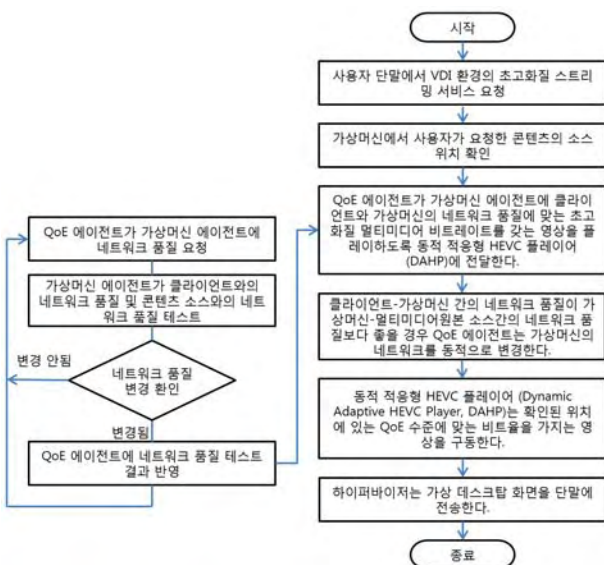 시작
사용자 단말에서 VDI 환경의 초고화질 스트리
밍 서비스 요청
가상머신에서 사용자가 요청한 콘텐츠의 소스
위치 확인
QoE 에이전트가 가상머신 에이전트에 클라이
언트와 가상머신의 네트워크 품질에 맞는 초고
화질 멀티미디어 비트레이트를 갖는 영상을 플
레이하도록 동적 적응형 HEVC 플레이어
(DAHP)에 전달한다.
클라이언트-가상머신 간의 네트워크 품질이 가
상머신-멀티미디어원본 소스간의 네트워크 품
질보다 좋을 경우 QoE 에이전트는 가상머신의
네트워크를 동적으로 변경한다.
동적 적응형 HEVC 플레이어 (Dynamic
Adaptive HEVC Player, DAHP)는 확인된 위치
에 있는 QoE 수준에 맞는 비트율을 가지는 영
상을 구동한다.
하이퍼바이저는 가상 데스크탑 화면을 단말에
전송한다.
종료
QoE 에이전트가 가상머신 에이전트에
네트워크 품질 요청
가상머신 에이전트가 클라이언트와의
네트워크 품질 및 콘텐츠 소스와의 네트
워크 품질 테스트
변경 안됨
네트워크 품질
변경 확인
변경됨
QoE 에이전트에 네트워크 품질 테스트
결과 반영